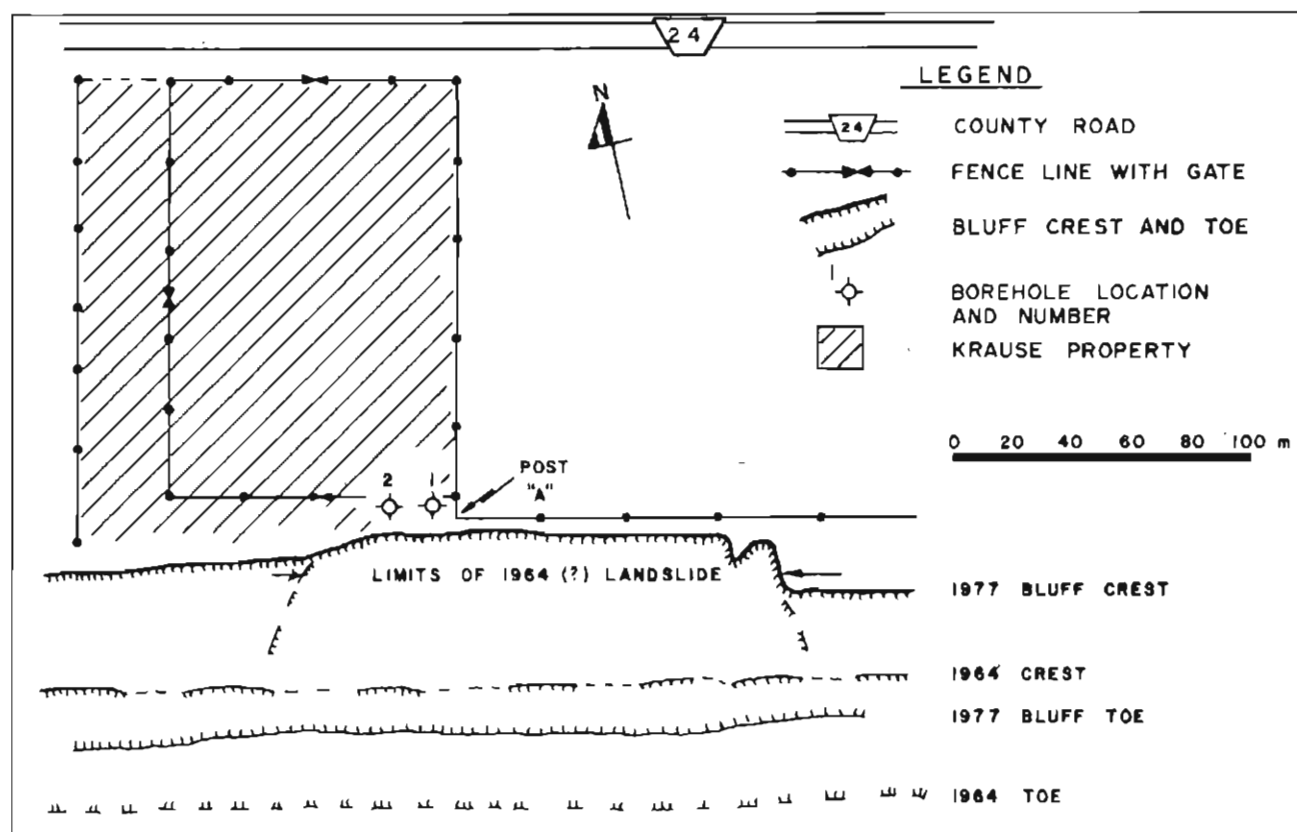 24
N
LEGEND
24
COUNTY ROAD
FENCE LINE WITH GATE
BLUFF CREST AND TOE
1
BOREHOLE LOCATION
AND NUMBER
KRAUSE PROPERTY
0 20 40 60 80 100 m
2 1
POST
"A"
LIMITS OF 1964 (?) LANDSLIDE
1977 BLUFF CREST
1964 CREST
1977 BLUFF TOE
1964 TOE